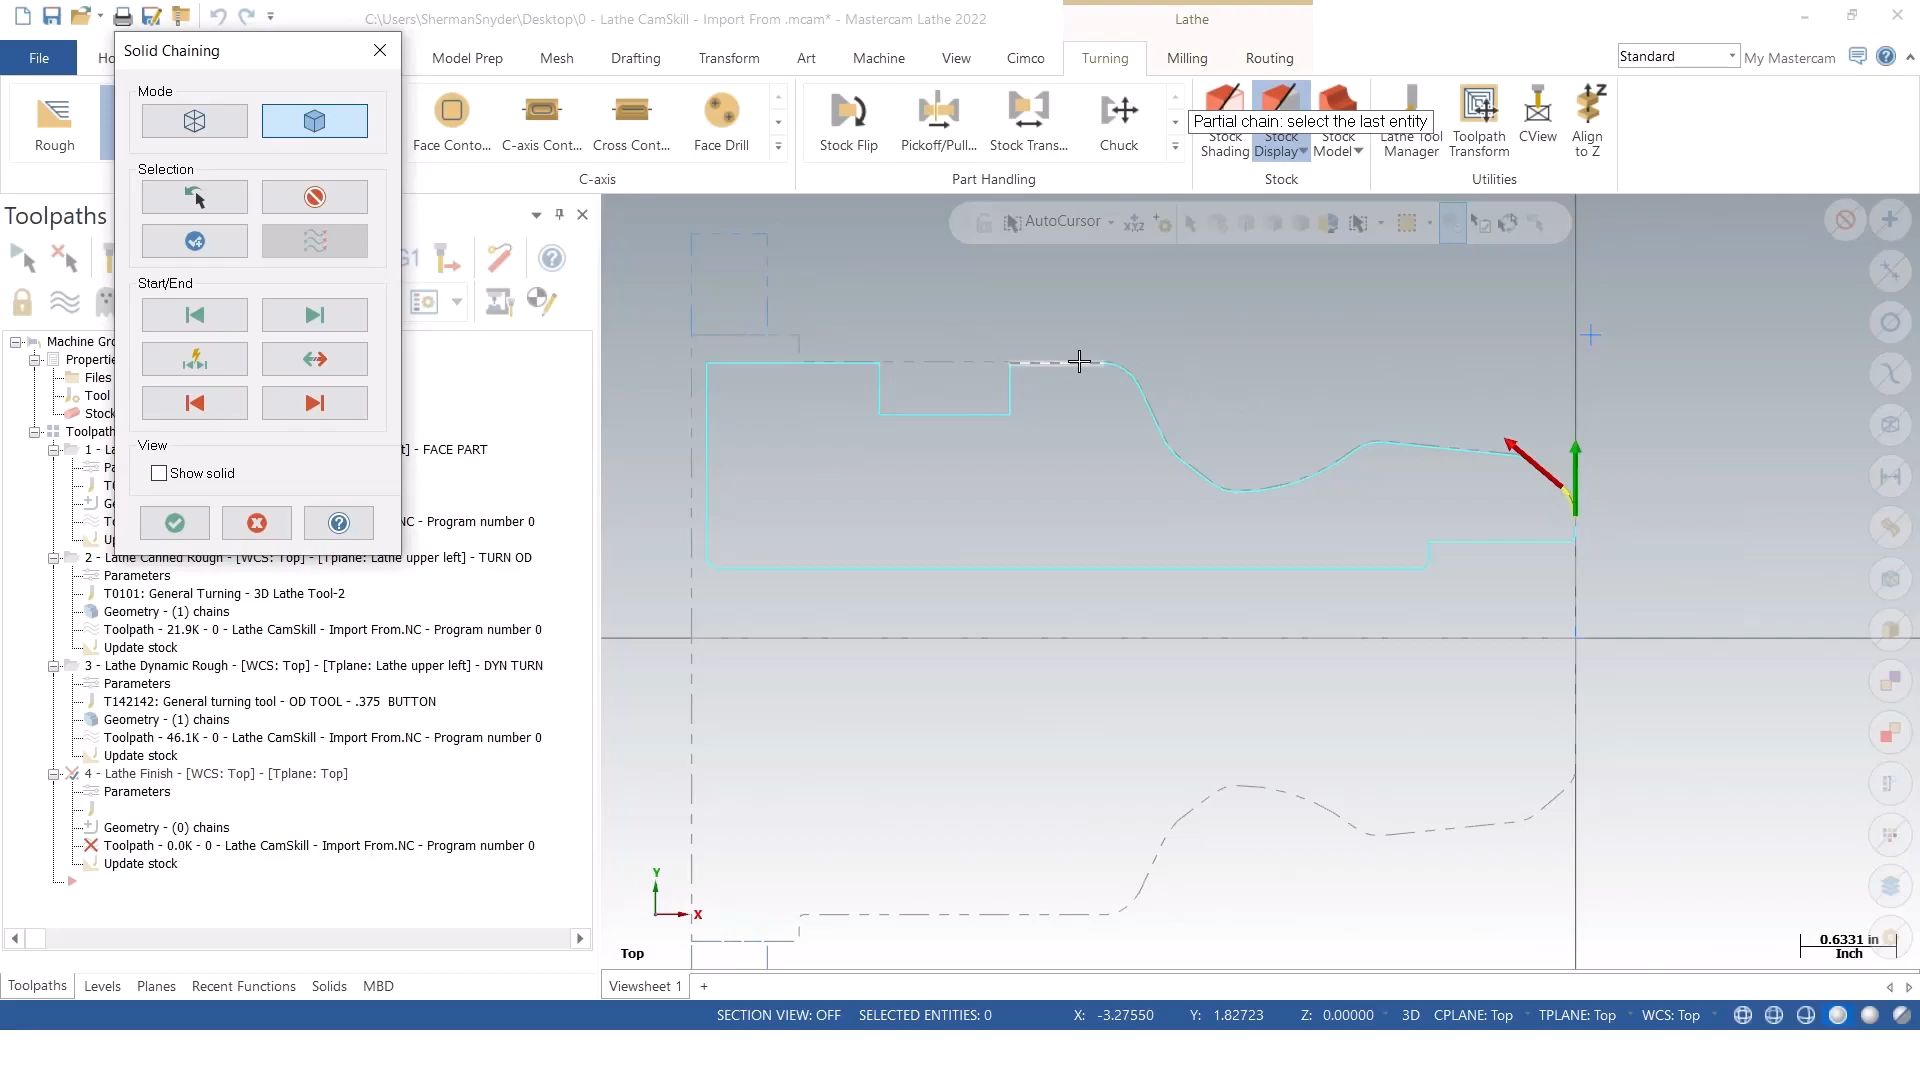 C:\Users\ShermanSnyder\Desktop\0 - Lathe CamSkill - Import From .mcam* - Mastercam Lathe 2022
Lathe
File
Ho
Model Prep
Mesh
Drafting
Transform
Art
Machine
View
Cimco
Turning
Milling
Routing
Standard
My Mastercam
Rough
Face Conto...
C-axis Cont...
Cross Cont...
Face Drill
C-axis
Stock Flip
Pickoff/Pull...
Stock Trans...
Chuck
Part Handling
Partial chain: select the last entity
Stock
Shading
Stock
Display
Stock
Model
Stock
Lathe Tool
Manager
Toolpath
Transform
CView
Align
to Z
Utilities
Solid Chaining
Mode
Selection
Start/End
View
Show solid
Toolpaths
G1
AutoCursor
Machine Gro
Propertie
Files
Tool
Stock
Toolpath
1 - La
t] - FACE PART
Pa
T0
Ge
To
NC - Program number 0
Up
2 - Lathe Canned Rough - [WCS: Top] - [Tplane: Lathe upper left] - TURN OD
Parameters
T0101: General Turning - 3D Lathe Tool-2
Geometry - (1) chains
Toolpath - 21.9K - 0 - Lathe CamSkill - Import From.NC - Program number 0
Update stock
3 - Lathe Dynamic Rough - [WCS: Top] - [Tplane: Lathe upper left] - DYN TURN
Parameters
T142142: General turning tool - OD TOOL - .375 BUTTON
Geometry - (1) chains
Toolpath - 46.1K - 0 - Lathe CamSkill - Import From.NC - Program number 0
Update stock
4 - Lathe Finish - [WCS: Top] - [Tplane: Top]
Parameters
Geometry - (0) chains
Toolpath - 0.0K - 0 - Lathe CamSkill - Import From.NC - Program number 0
Update stock
Y
X
Top
0.6331 in
Inch
Toolpaths
Levels
Planes
Recent Functions
Solids
MBD
Viewsheet 1
+
SECTION VIEW: OFF
SELECTED ENTITIES: 0
X: -3.27550
Y: 1.82723
Z: 0.00000
3D
CPLANE: Top
TPLANE: Top
WCS: Top